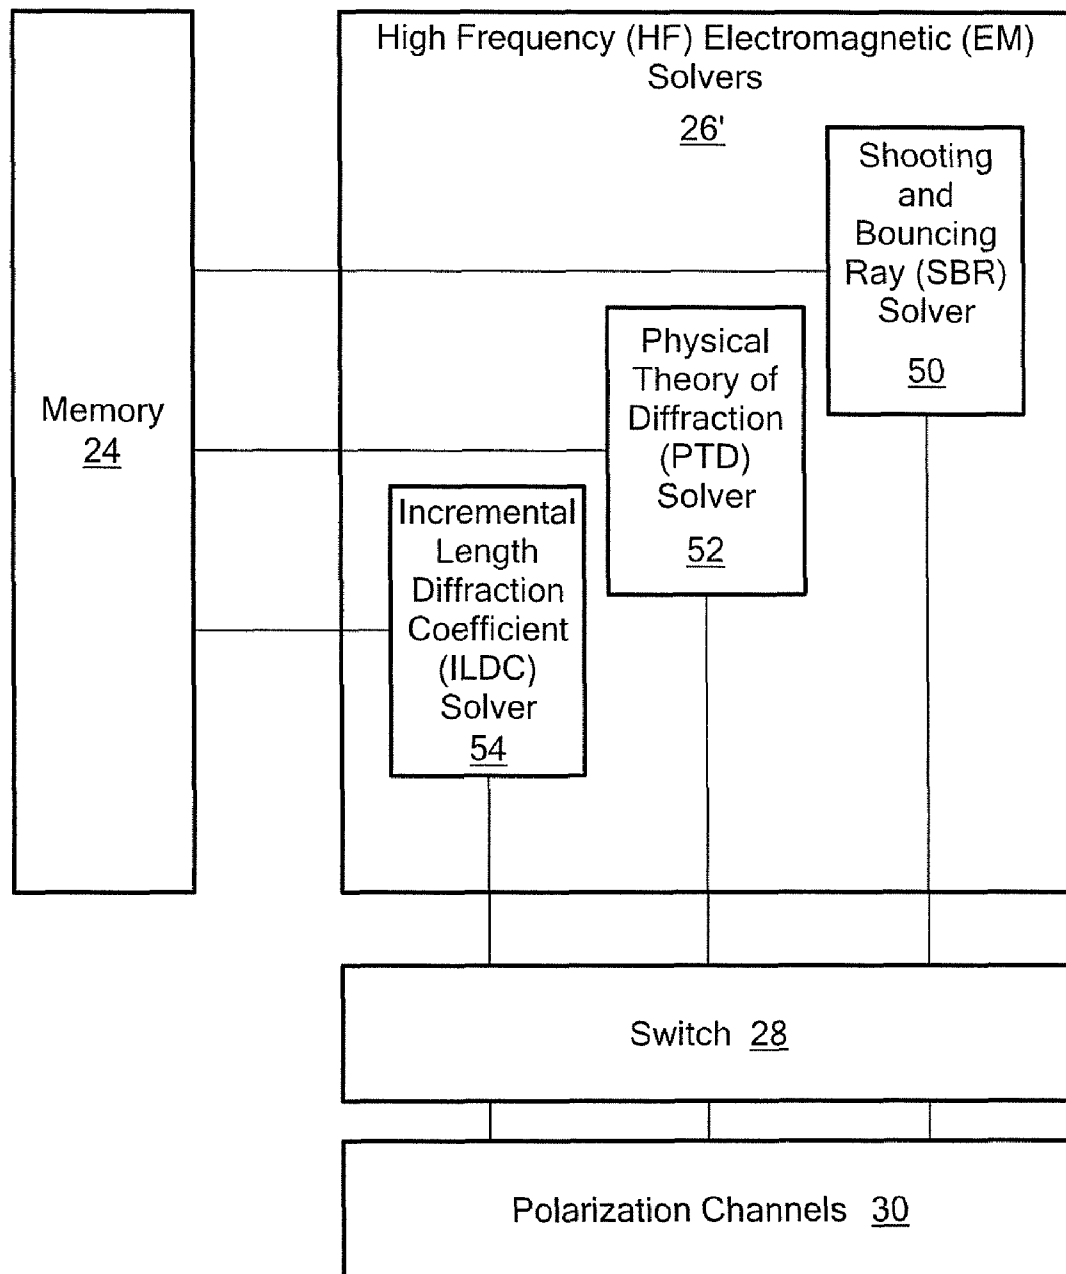 High Frequency (HF) Electromagnetic (EM)
Solvers
26'
Shooting
and
Bouncing
Ray (SBR)
Solver
50
Physical
Theory of
Diffraction
(PTD)
Solver
52
Memory
24
Incremental
Length
Diffraction
Coefficient
(ILDC)
Solver
54
Switch 28
Polarization Channels 30